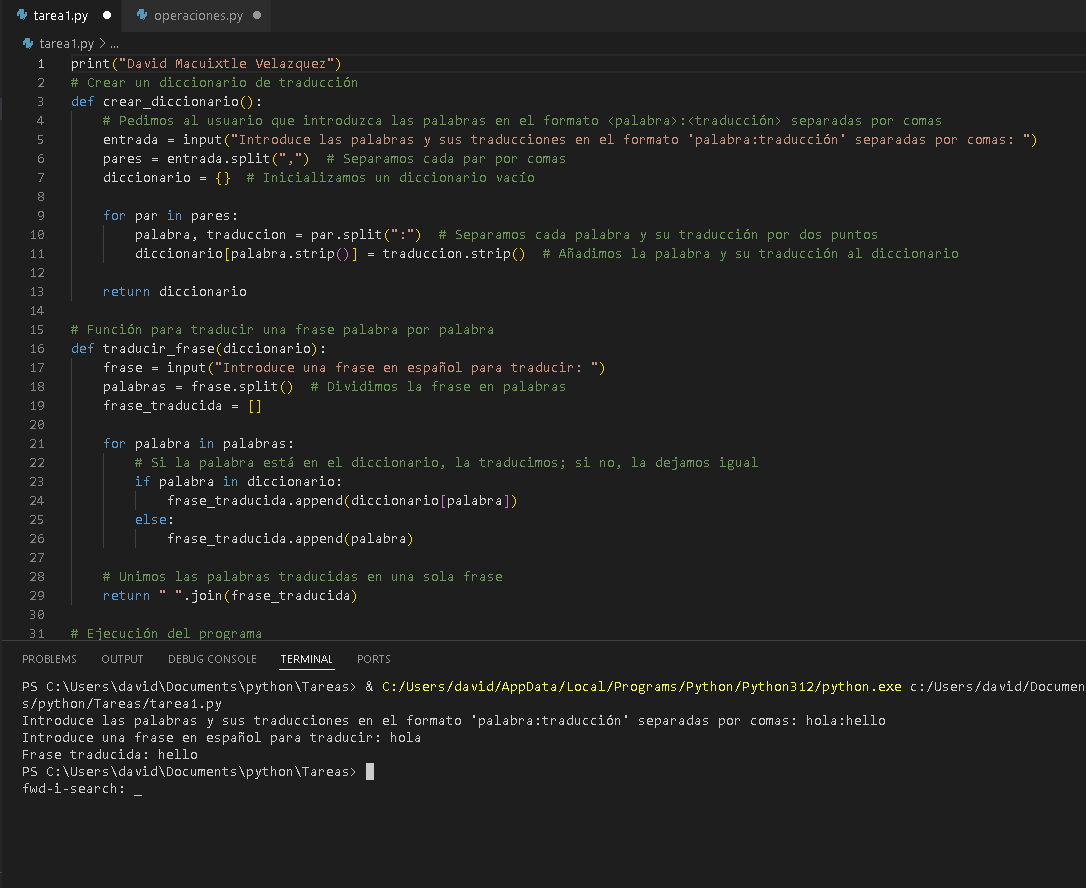 tarea1.py ● operaciones.py ●
tarea1.py > ...
1 print("David Macuixtle Velazquez")
2 # Crear un diccionario de traducción
3 def crear_diccionario():
4     # Pedimos al usuario que introduzca las palabras en el formato <palabra>:<traducción> separadas por comas
5     entrada = input("Introduce las palabras y sus traducciones en el formato 'palabra:traducción' separadas por comas: ")
6     pares = entrada.split(",")  # Separamos cada par por comas
7     diccionario = {}  # Inicializamos un diccionario vacío
8
9     for par in pares:
10         palabra, traduccion = par.split(":")  # Separamos cada palabra y su traducción por dos puntos
11         diccionario[palabra.strip()] = traduccion.strip()  # Añadimos la palabra y su traducción al diccionario
12
13     return diccionario
14
15 # Función para traducir una frase palabra por palabra
16 def traducir_frase(diccionario):
17     frase = input("Introduce una frase en español para traducir: ")
18     palabras = frase.split()  # Dividimos la frase en palabras
19     frase_traducida = []
20
21     for palabra in palabras:
22         # Si la palabra está en el diccionario, la traducimos; si no, la dejamos igual
23         if palabra in diccionario:
24             frase_traducida.append(diccionario[palabra])
25         else:
26             frase_traducida.append(palabra)
27
28     # Unimos las palabras traducidas en una sola frase
29     return " ".join(frase_traducida)
30
31 # Ejecución del programa
PROBLEMS OUTPUT DEBUG CONSOLE TERMINAL PORTS
PS C:\Users\david\Documents\python\Tareas> & C:/Users/david/AppData/Local/Programs/Python/Python312/python.exe c:/Users/david/Documen
s/python/Tareas/tarea1.py
Introduce las palabras y sus traducciones en el formato 'palabra:traducción' separadas por comas: hola:hello
Introduce una frase en español para traducir: hola
Frase traducida: hello
PS C:\Users\david\Documents\python\Tareas>
fwd-i-search: _